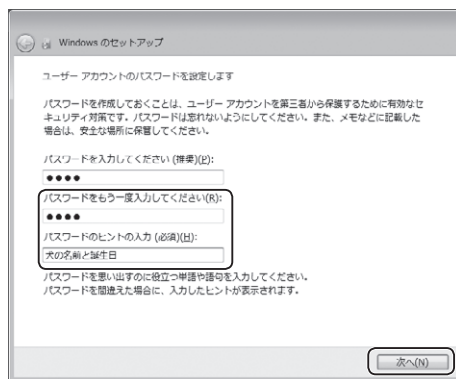 Windows のセットアップ
ユーザー アカウントのパスワードを設定します
パスワードを作成しておくことは、ユーザー アカウントを第三者から保護するために有効なセ
キュリティ対策です。パスワードは忘れないようにしてください。また、メモなどに記載した
場合は、安全な場所に保管してください。
パスワードを入力してください (推奨)(P):
●●●●
パスワードをもう一度入力してください(R):
●●●●
パスワードのヒントの入力 (必須)(H):
犬の名前と誕生日
パスワードを思い出すのに役立つ単語や語句を入力してください。
パスワードを間違えた場合に、入力したヒントが表示されます。
次へ(N)